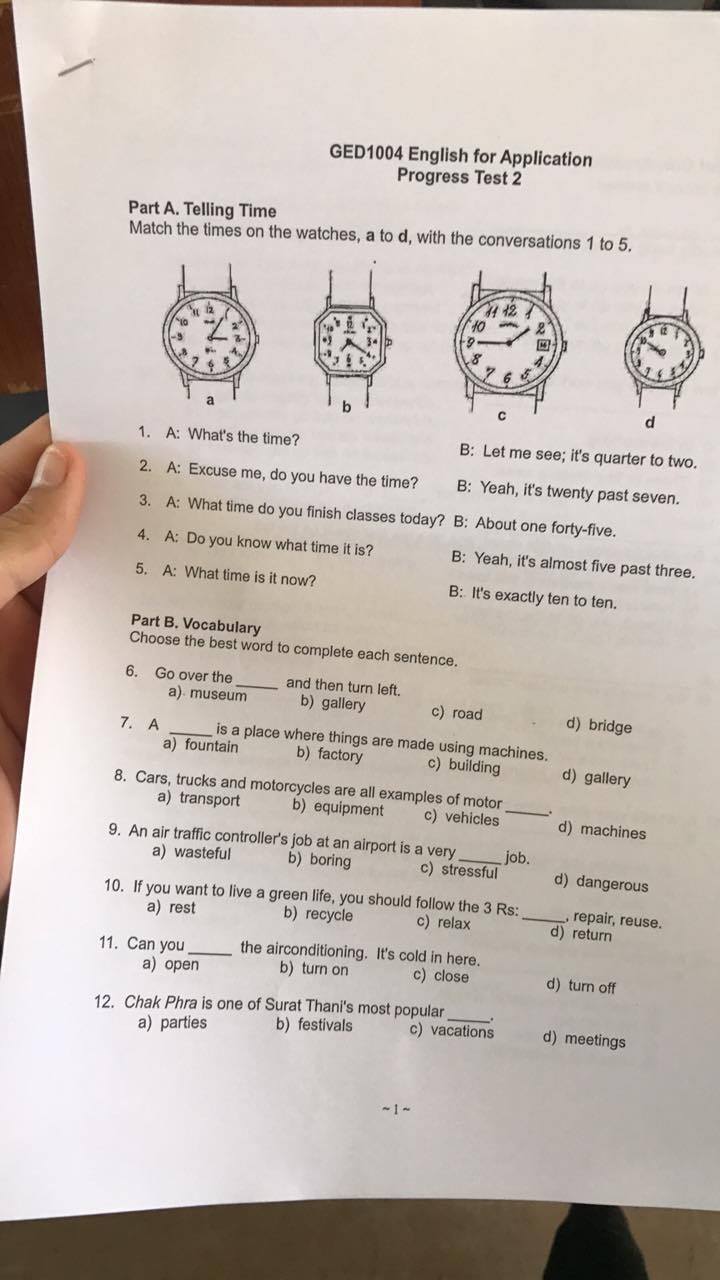 GED1004 English for Application
Progress Test 2
Part A. Telling Time
Match the times on the watches, a to d, with the conversations 1 to 5.
a
b
c
d
1. A: What's the time? B: Let me see; it's quarter to two.
2. A: Excuse me, do you have the time? B: Yeah, it's twenty past seven.
3. A: What time do you finish classes today? B: About one forty-five.
4. A: Do you know what time it is? B: Yeah, it's almost five past three.
5. A: What time is it now? B: It's exactly ten to ten.
Part B. Vocabulary
Choose the best word to complete each sentence.
6. Go over the ______ and then turn left.
a) museum b) gallery c) road d) bridge
7. A ______ is a place where things are made using machines.
a) fountain b) factory c) building d) gallery
8. Cars, trucks and motorcycles are all examples of motor ______.
a) transport b) equipment c) vehicles d) machines
9. An air traffic controller's job at an airport is a very ______ job.
a) wasteful b) boring c) stressful d) dangerous
10. If you want to live a green life, you should follow the 3 Rs: ______, repair, reuse.
a) rest b) recycle c) relax d) return
11. Can you ______ the airconditioning. It's cold in here.
a) open b) turn on c) close d) turn off
12. Chak Phra is one of Surat Thani's most popular ______.
a) parties b) festivals c) vacations d) meetings
~ 1 ~